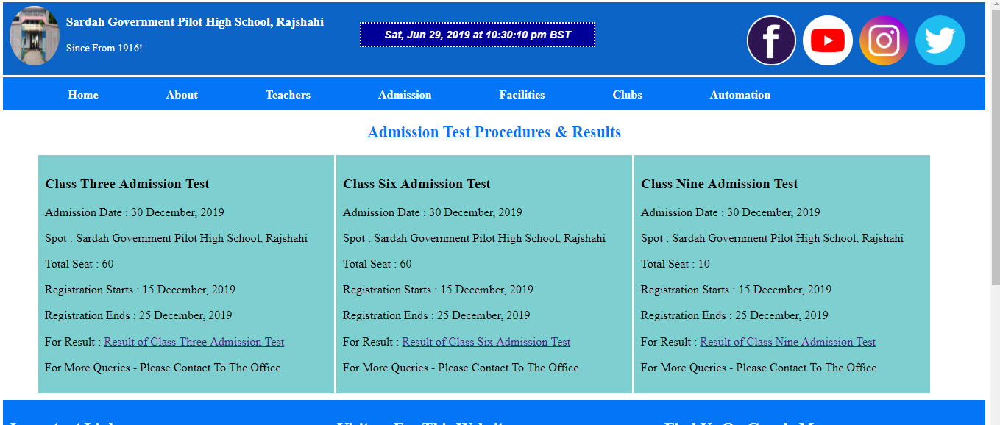 Sardah Government Pilot High School, Rajshahi
Since From 1916!
Sat, Jun 29, 2019 at 10:30:10 pm BST
Home About Teachers Admission Facilities Clubs Automation
Admission Test Procedures & Results
Class Three Admission Test
Admission Date : 30 December, 2019
Spot : Sardah Government Pilot High School, Rajshahi
Total Seat : 60
Registration Starts : 15 December, 2019
Registration Ends : 25 December, 2019
For Result : Result of Class Three Admission Test
For More Queries - Please Contact To The Office
Class Six Admission Test
Admission Date : 30 December, 2019
Spot : Sardah Government Pilot High School, Rajshahi
Total Seat : 60
Registration Starts : 15 December, 2019
Registration Ends : 25 December, 2019
For Result : Result of Class Six Admission Test
For More Queries - Please Contact To The Office
Class Nine Admission Test
Admission Date : 30 December, 2019
Spot : Sardah Government Pilot High School, Rajshahi
Total Seat : 10
Registration Starts : 15 December, 2019
Registration Ends : 25 December, 2019
For Result : Result of Class Nine Admission Test
For More Queries - Please Contact To The Office